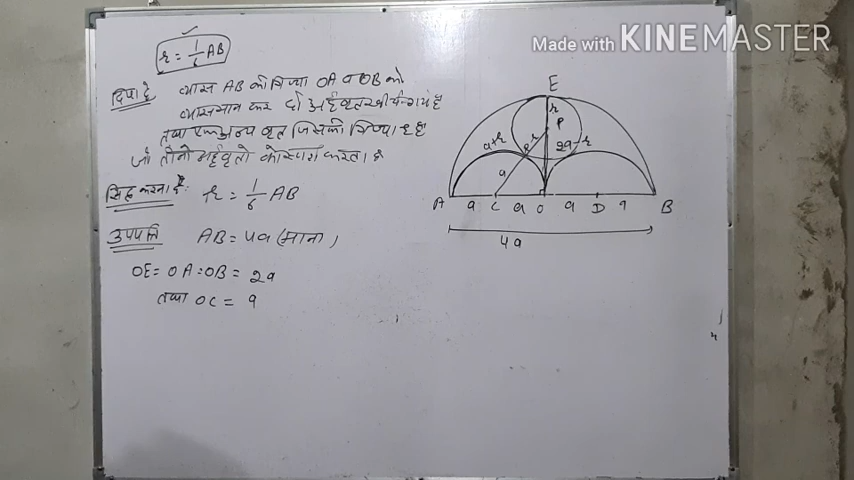 Made with KINEMASTER
r = 1/6 AB
दिया है व्यास AB की त्रिज्या OA व OB को
व्यास मान कर दो अर्द्धवृत खींचे गये है
तथा एक अन्य वृत जिसकी त्रिज्या r है
जो तीनो अर्द्धवृतो को स्पर्श करता है
सिद्ध करना है: r = 1/6 AB
उपपत्ति AB = 4a (माना)
OE = OA = OB = 2a
तथा OC = a
E
r
P
a+r
r
2a-r
a
A a C a O a D a B
4a